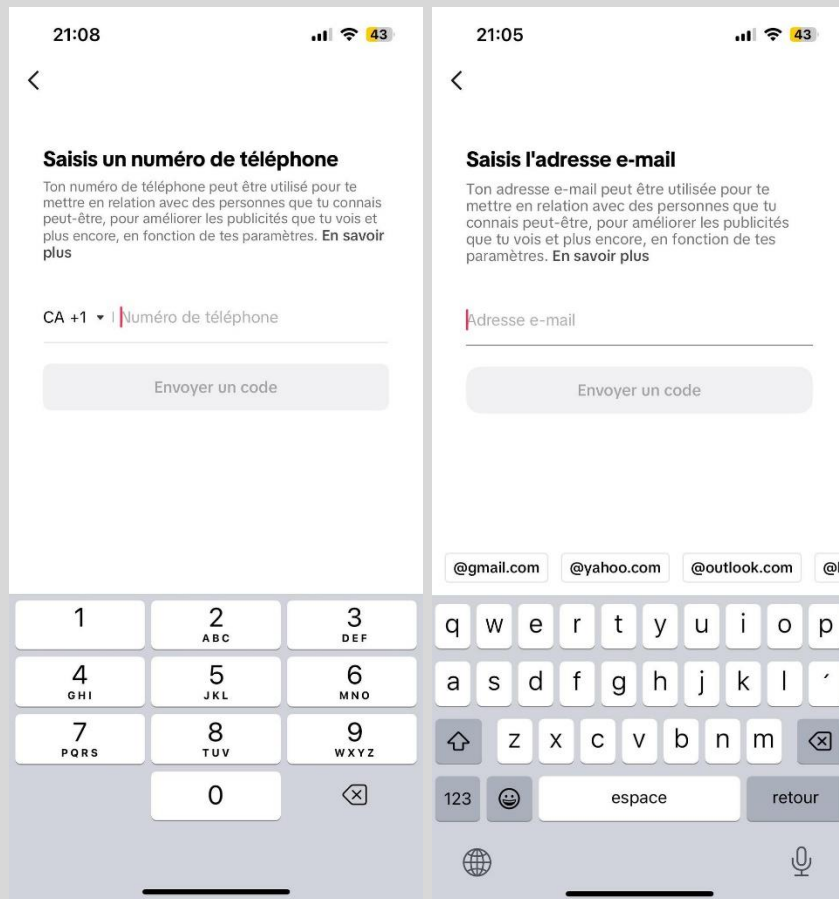 21:08
43
Saisis un numéro de téléphone
Ton numéro de téléphone peut être utilisé pour te
mettre en relation avec des personnes que tu connais
peut-être, pour améliorer les publicités que tu vois et
plus encore, en fonction de tes paramètres. En savoir
plus
CA +1
Numéro de téléphone
Envoyer un code
1
2
ABC
3
DEF
4
GHI
5
JKL
6
MNO
7
PQRS
8
TUV
9
WXYZ
0
21:05
43
Saisis l'adresse e-mail
Ton adresse e-mail peut être utilisée pour te
mettre en relation avec des personnes que tu
connais peut-être, pour améliorer les publicités
que tu vois et plus encore, en fonction de tes
paramètres. En savoir plus
Adresse e-mail
Envoyer un code
@gmail.com @yahoo.com @outlook.com
q w e r t y u i o p
a s d f g h j k l ´
z x c v b n m
123 espace retour